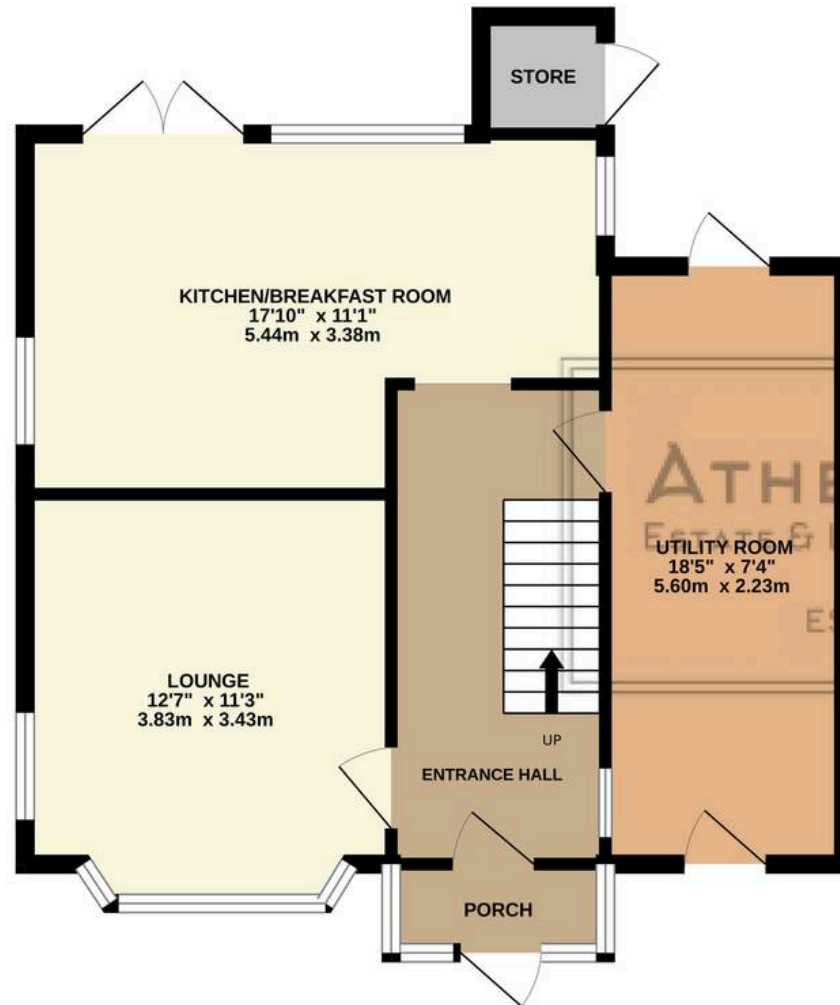 STORE
KITCHEN/BREAKFAST ROOM
17'10" x 11'1"
5.44m x 3.38m
ATHE
ESTATE &
UTILITY ROOM
18'5" x 7'4"
5.60m x 2.23m
ES
LOUNGE
12'7" x 11'3"
3.83m x 3.43m
UP
ENTRANCE HALL
PORCH